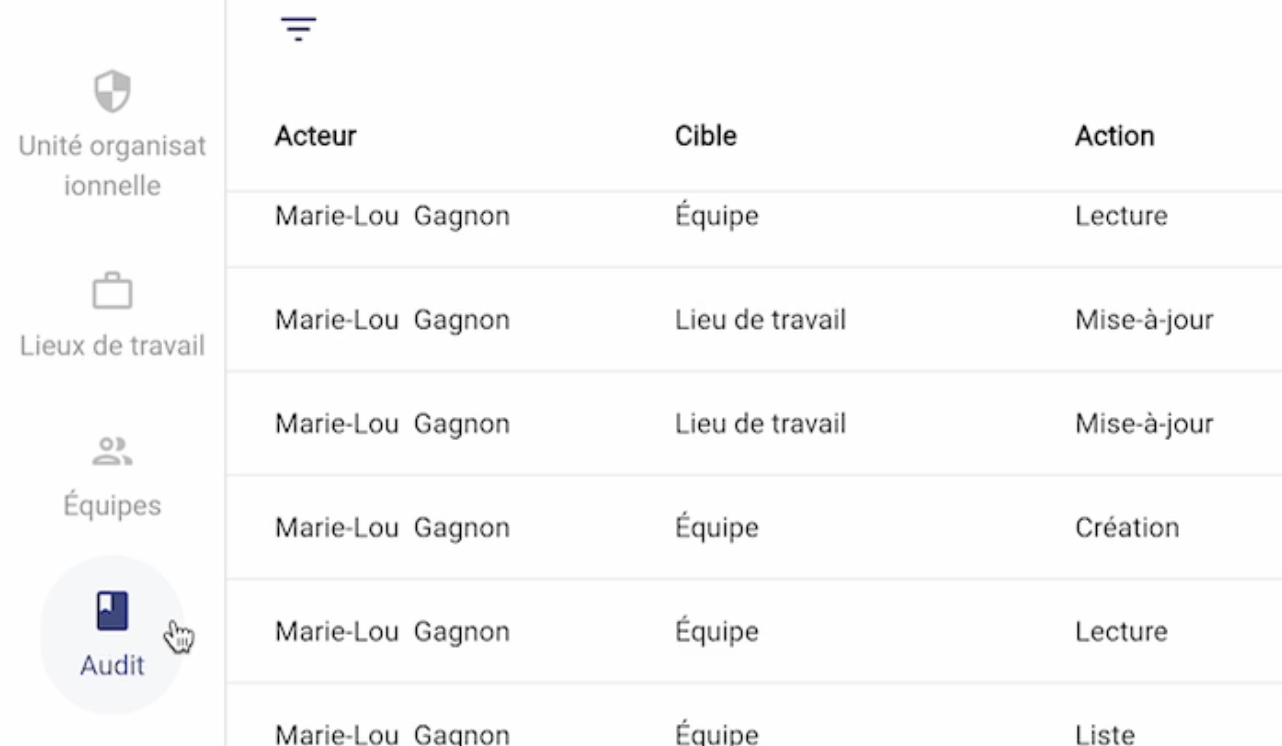 Unité organisat
ionnelle
Lieux de travail
Équipes
Audit
Acteur Cible Action
Marie-Lou Gagnon Équipe Lecture
Marie-Lou Gagnon Lieu de travail Mise-à-jour
Marie-Lou Gagnon Lieu de travail Mise-à-jour
Marie-Lou Gagnon Équipe Création
Marie-Lou Gagnon Équipe Lecture
Marie-Lou Gagnon Équipe Liste